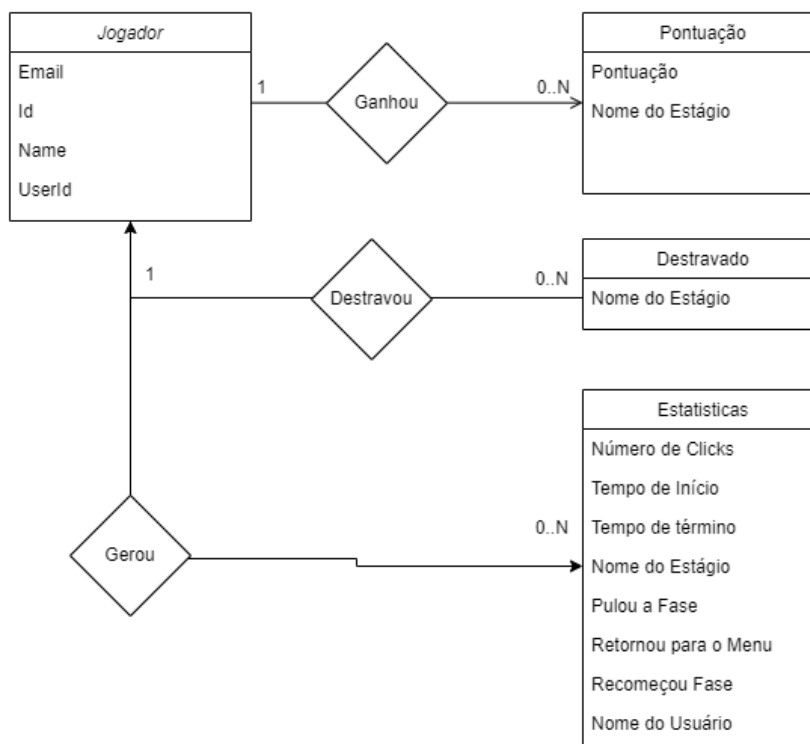 Jogador
Email
Id
Name
UserId
1
Ganhou
0..N
Pontuação
Pontuação
Nome do Estágio
1
Destravou
0..N
Destravado
Nome do Estágio
Gerou
0..N
Estatisticas
Número de Clicks
Tempo de Início
Tempo de término
Nome do Estágio
Pulou a Fase
Retornou para o Menu
Recomeçou Fase
Nome do Usuário